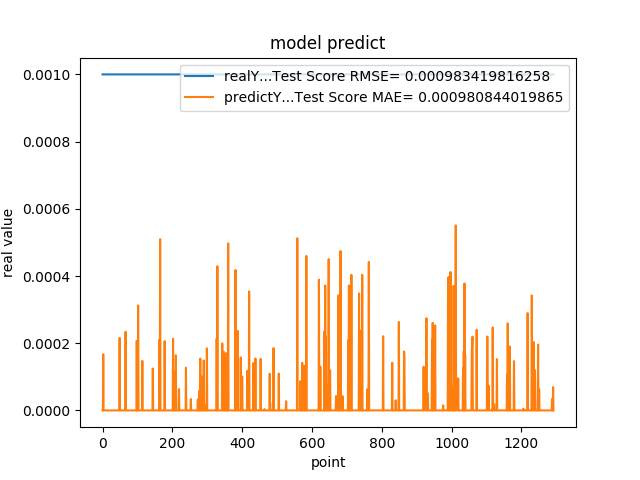 model predict
realY...Test Score RMSE= 0.000983419816258
predictY...Test Score MAE= 0.000980844019865
real value
0.0010
0.0008
0.0006
0.0004
0.0002
0.0000
0 200 400 600 800 1000 1200
point